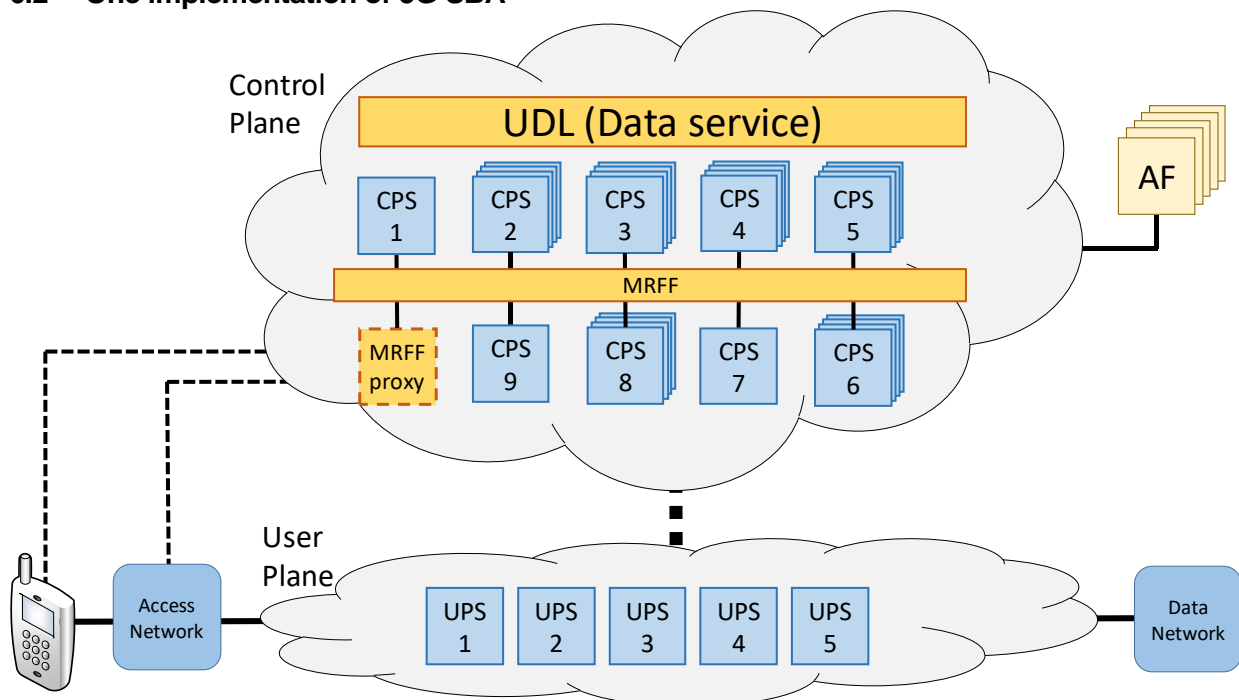 Control
Plane
UDL (Data service)
AF
CPS
1
CPS
2
CPS
3
CPS
4
CPS
5
MRFF
MRFF
proxy
CPS
9
CPS
8
CPS
7
CPS
6
User
Plane
Access
Network
UPS
1
UPS
2
UPS
3
UPS
4
UPS
5
Data
Network